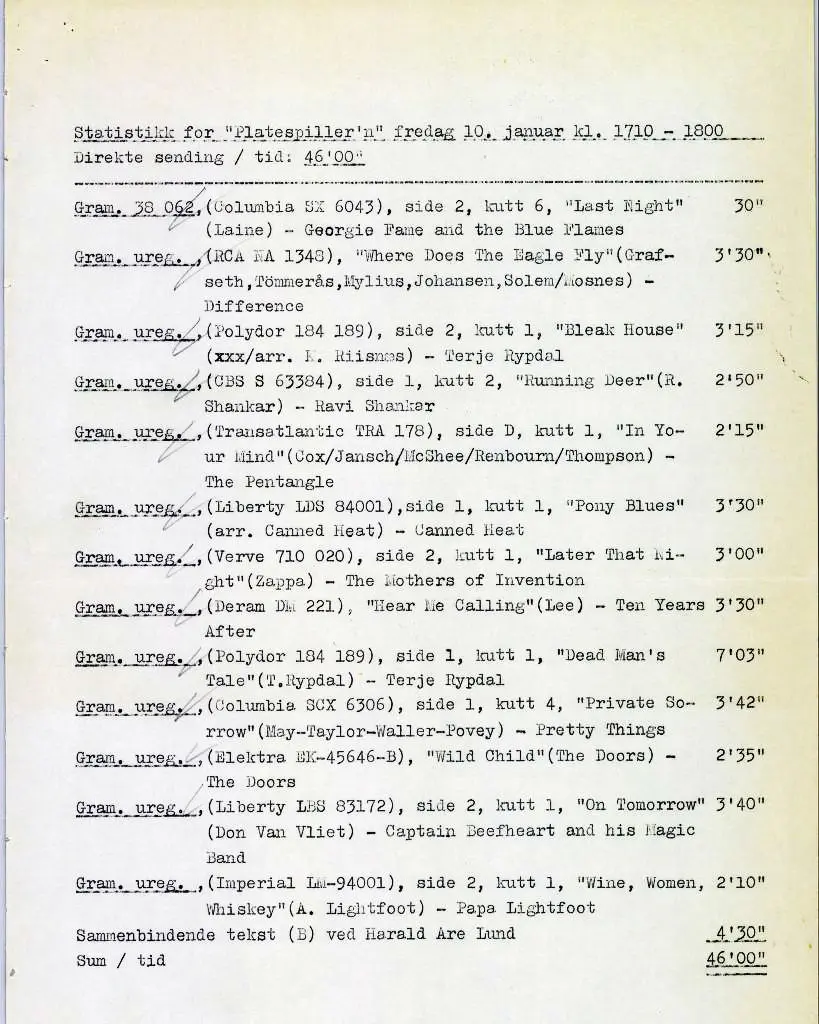 Statistikk for "Platespiller'n" fredag 10. januar kl. 1710 - 1800
Direkte sending / tid: 46'00"
Gram. 38 062,(Columbia SX 6043), side 2, kutt 6, "Last Night" 30"
(Laine) - Georgie Fame and the Blue Flames
Gram. ureg. ,(RCA NA 1348), "Where Does The Eagle Fly"(Graf- 3'30"
seth,Tömmerås,Mylius,Johansen,Solem/Mosnes) -
Difference
Gram. ureg. ,(Polydor 184 189), side 2, kutt 1, "Bleak House" 3'15"
(xxx/arr. K. Riisnæs) - Terje Rypdal
Gram. ureg. ,(CBS S 63384), side 1, kutt 2, "Running Deer"(R. 2'50"
Shankar) - Ravi Shankar
Gram. ureg. ,(Transatlantic TRA 178), side D, kutt 1, "In Yo- 2'15"
ur Mind"(Cox/Jansch/McShee/Renbourn/Thompson) -
The Pentangle
Gram. ureg. ,(Liberty LDS 84001),side 1, kutt 1, "Pony Blues" 3'30"
(arr. Canned Heat) - Canned Heat
Gram. ureg. ,(Verve 710 020), side 2, kutt 1, "Later That Ni- 3'00"
ght"(Zappa) - The Mothers of Invention
Gram. ureg. ,(Deram DM 221), "Hear Me Calling"(Lee) - Ten Years 3'30"
After
Gram. ureg. ,(Polydor 184 189), side 1, kutt 1, "Dead Man's 7'03"
Tale"(T.Rypdal) - Terje Rypdal
Gram. ureg. ,(Columbia SCX 6306), side 1, kutt 4, "Private So- 3'42"
rrow"(May-Taylor-Waller-Povey) - Pretty Things
Gram. ureg. ,(Elektra EK-45646-B), "Wild Child"(The Doors) - 2'35"
The Doors
Gram. ureg. ,(Liberty LBS 83172), side 2, kutt 1, "On Tomorrow" 3'40"
(Don Van Vliet) - Captain Beefheart and his Magic
Band
Gram. ureg. ,(Imperial LM-94001), side 2, kutt 1, "Wine, Women, 2'10"
Whiskey"(A. Lightfoot) - Papa Lightfoot
Sammenbindende tekst (B) ved Harald Are Lund 4'30"
Sum / tid 46'00"